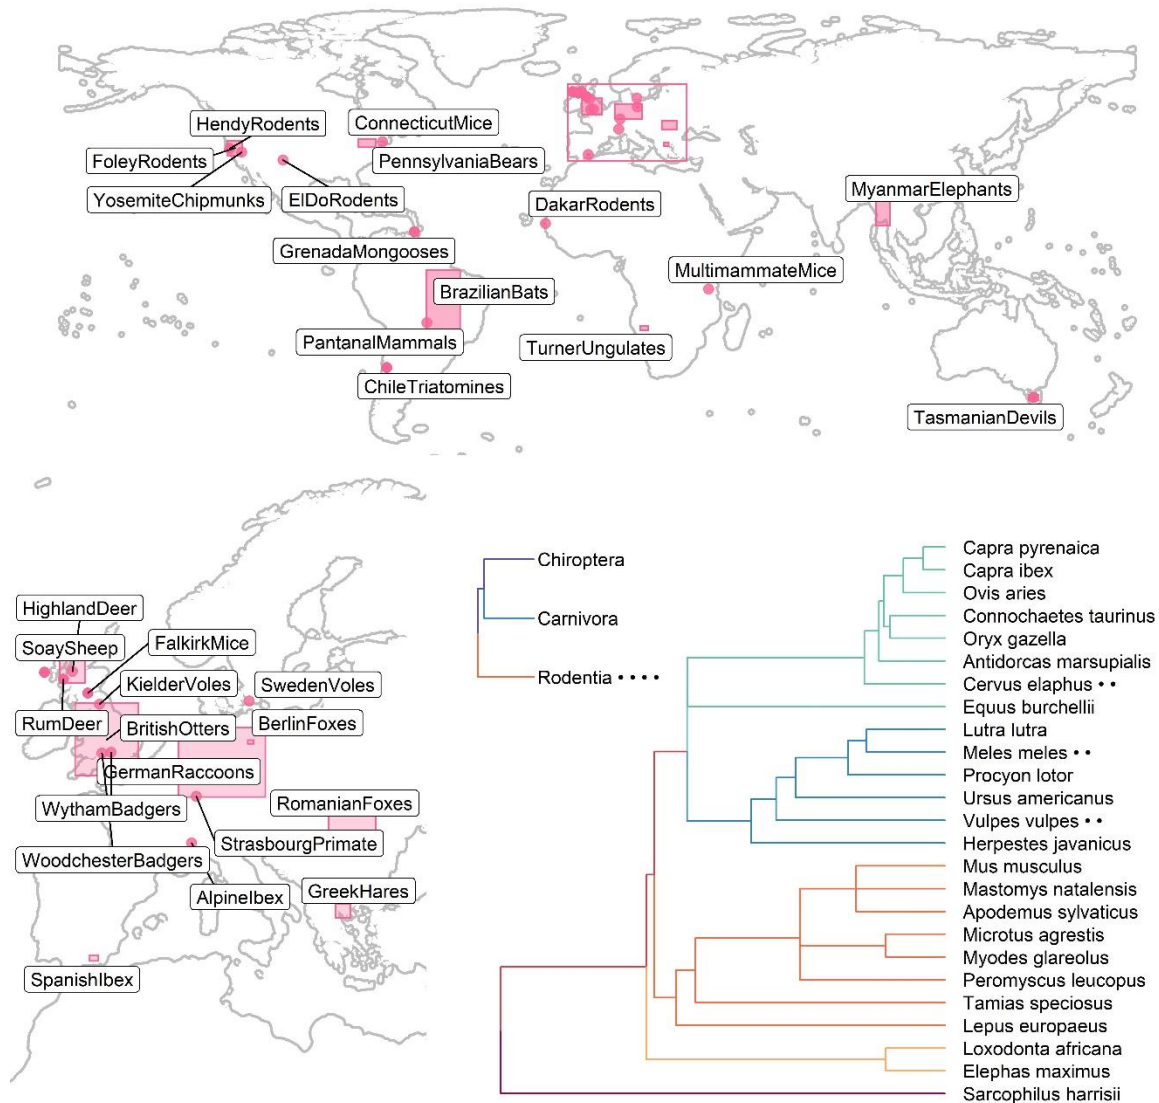 HendyRodents
ConnecticutMice
FoleyRodents
PennsylvaniaBears
YosemiteChipmunks
ElDoRodents
DakarRodents
MyanmarElephants
GrenadaMongooses
MultimammateMice
BrazilianBats
PantanalMammals
TurnerUngulates
ChileTriatomines
TasmanianDevils
HighlandDeer
SoaySheep
FalkirkMice
KielderVoles
SwedenVoles
RumDeer
BritishOtters
BerlinFoxes
GermanRaccoons
WythamBadgers
RomanianFoxes
StrasbourgPrimate
WoodchesterBadgers
AlpineIbex
GreekHares
SpanishIbex
Chiroptera
Carnivora
Rodentia • • • •
Capra pyrenaica
Capra ibex
Ovis aries
Connochaetes taurinus
Oryx gazella
Antidorcas marsupialis
Cervus elaphus • •
Equus burchellii
Lutra lutra
Meles meles • •
Procyon lotor
Ursus americanus
Vulpes vulpes • •
Herpestes javanicus
Mus musculus
Mastomys natalensis
Apodemus sylvaticus
Microtus agrestis
Myodes glareolus
Peromyscus leucopus
Tamias speciosus
Lepus europaeus
Loxodonta africana
Elephas maximus
Sarcophilus harrisii